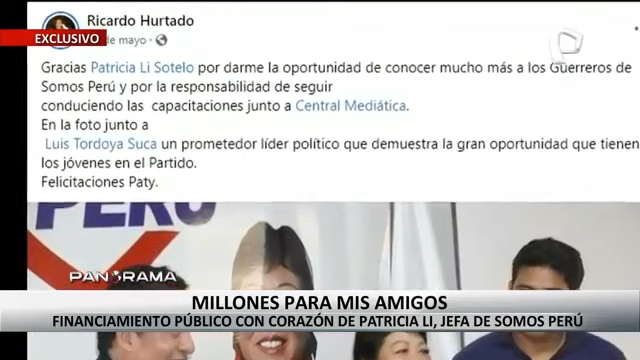 Ricardo Hurtado
EXCLUSIVO
de mayo
Gracias Patricia Li Sotelo por darme la oportunidad de conocer mucho más a los Guerreros de
Somos Perú y por la responsabilidad de seguir
conduciendo las capacitaciones junto a Central Mediática.
En la foto junto a
Luis Tordoya Suca un prometedor líder político que demuestra la gran oportunidad que tienen
los jóvenes en el Partido.
Felicitaciones Paty.
PERÚ
PANORAMA
MILLONES PARA MIS AMIGOS
FINANCIAMIENTO PÚBLICO CON CORAZÓN DE PATRICIA LI, JEFA DE SOMOS PERÚ